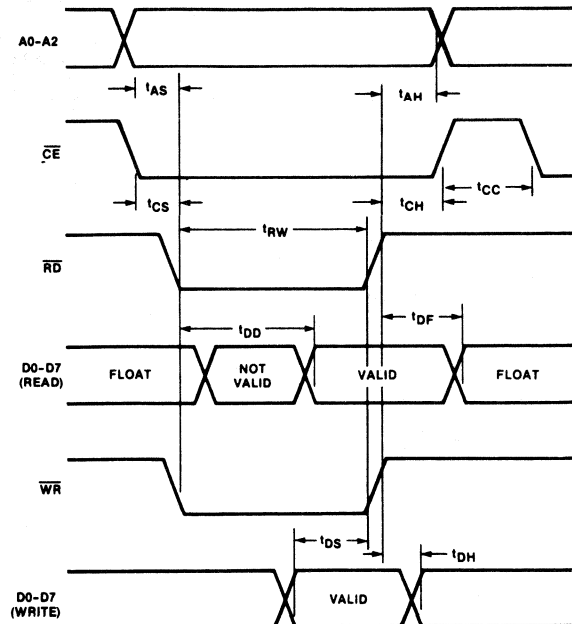 A0-A2
tAS
tAH
CE
tCS
tCH
tCC
tRW
RD
tDD
tDF
D0-D7
(READ)
FLOAT
NOT
VALID
VALID
FLOAT
WR
tDS
tDH
D0-D7
(WRITE)
VALID